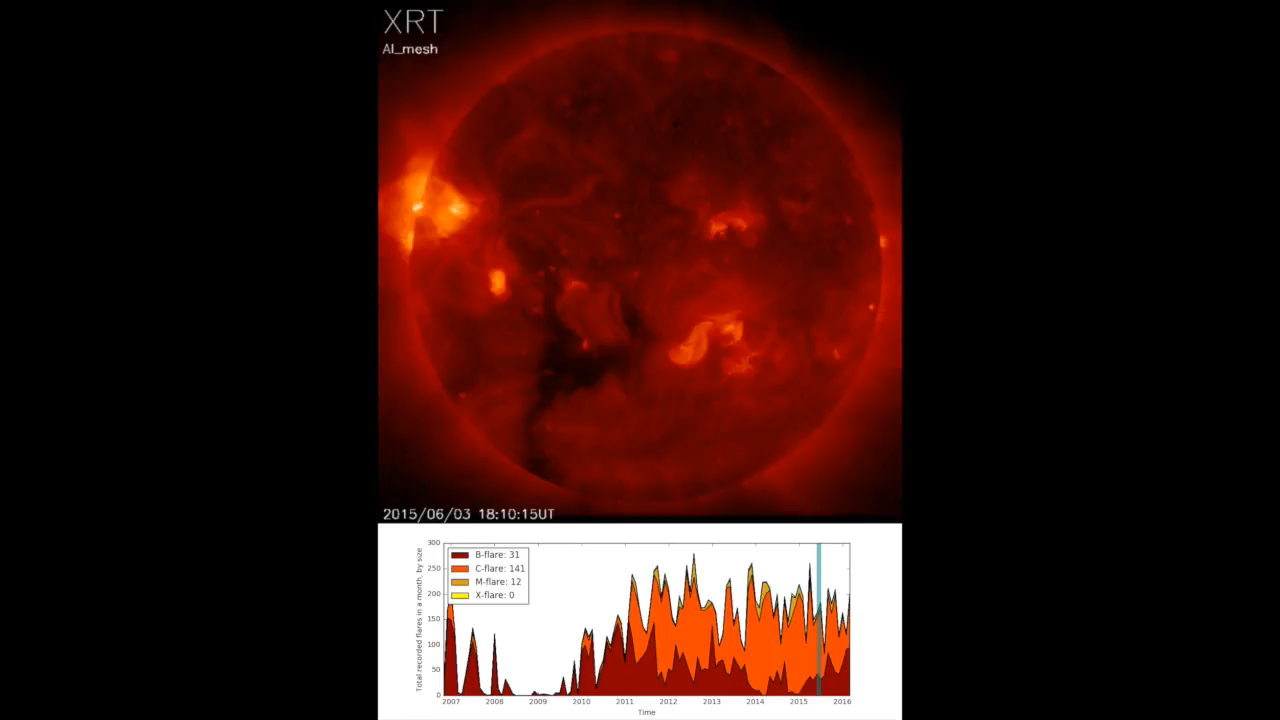 XRT
Al_mesh
2015/06/03 18:10:15UT
Total recorded flares in a month, by size
300
250
200
150
100
50
0
B-flare: 31
C-flare: 141
M-flare: 12
X-flare: 0
2007 2008 2009 2010 2011 2012 2013 2014 2015 2016
Time